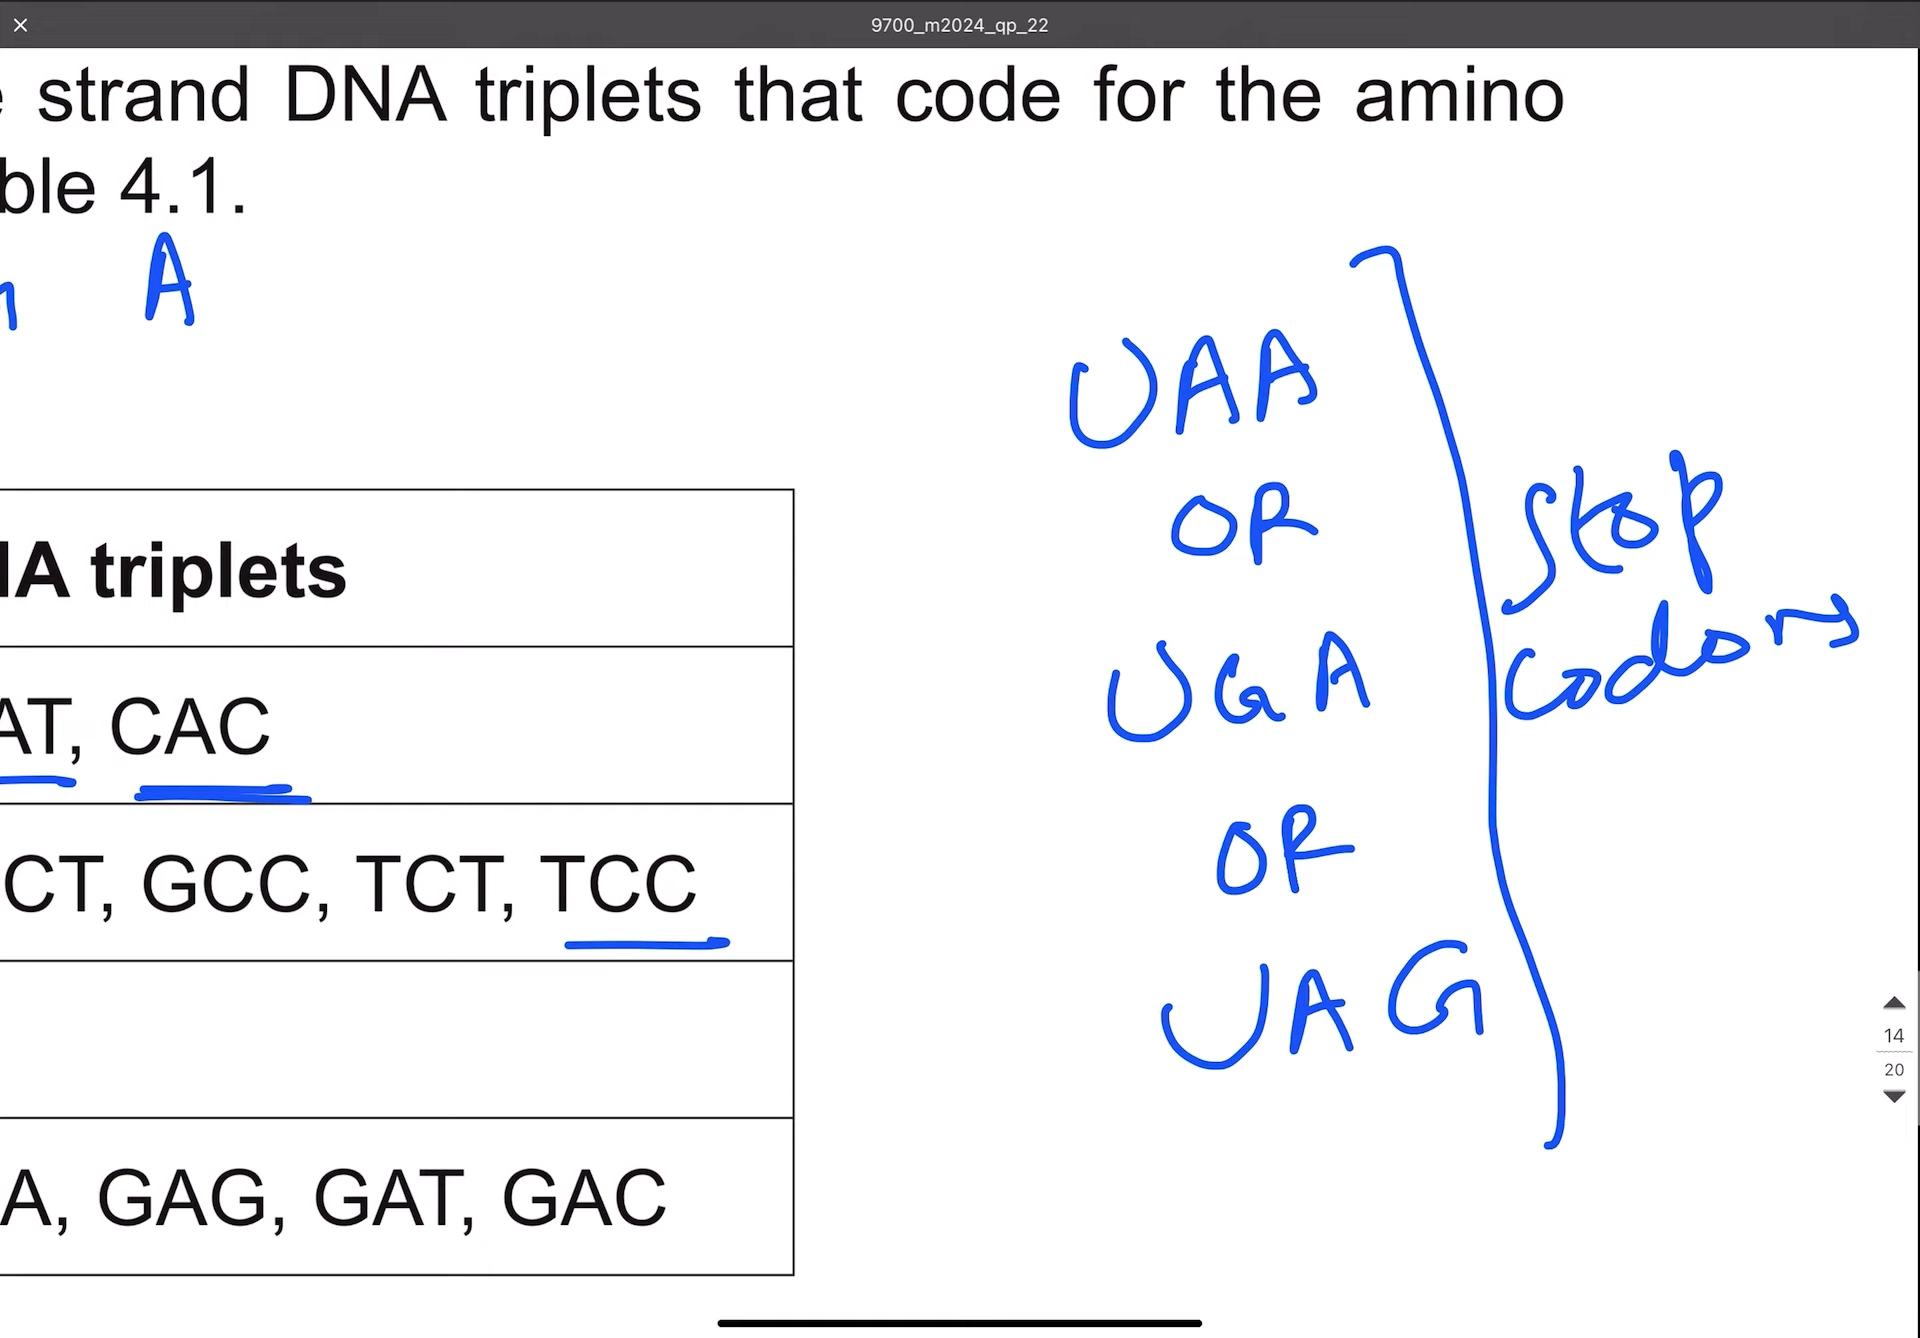 9700_m2024_qp_22
strand DNA triplets that code for the amino
ble 4.1.
A
UAA
OR
UGA
OR
UAG
Stop
codons
IA triplets
AT, CAC
CT, GCC, TCT, TCC
A, GAG, GAT, GAC
14
20